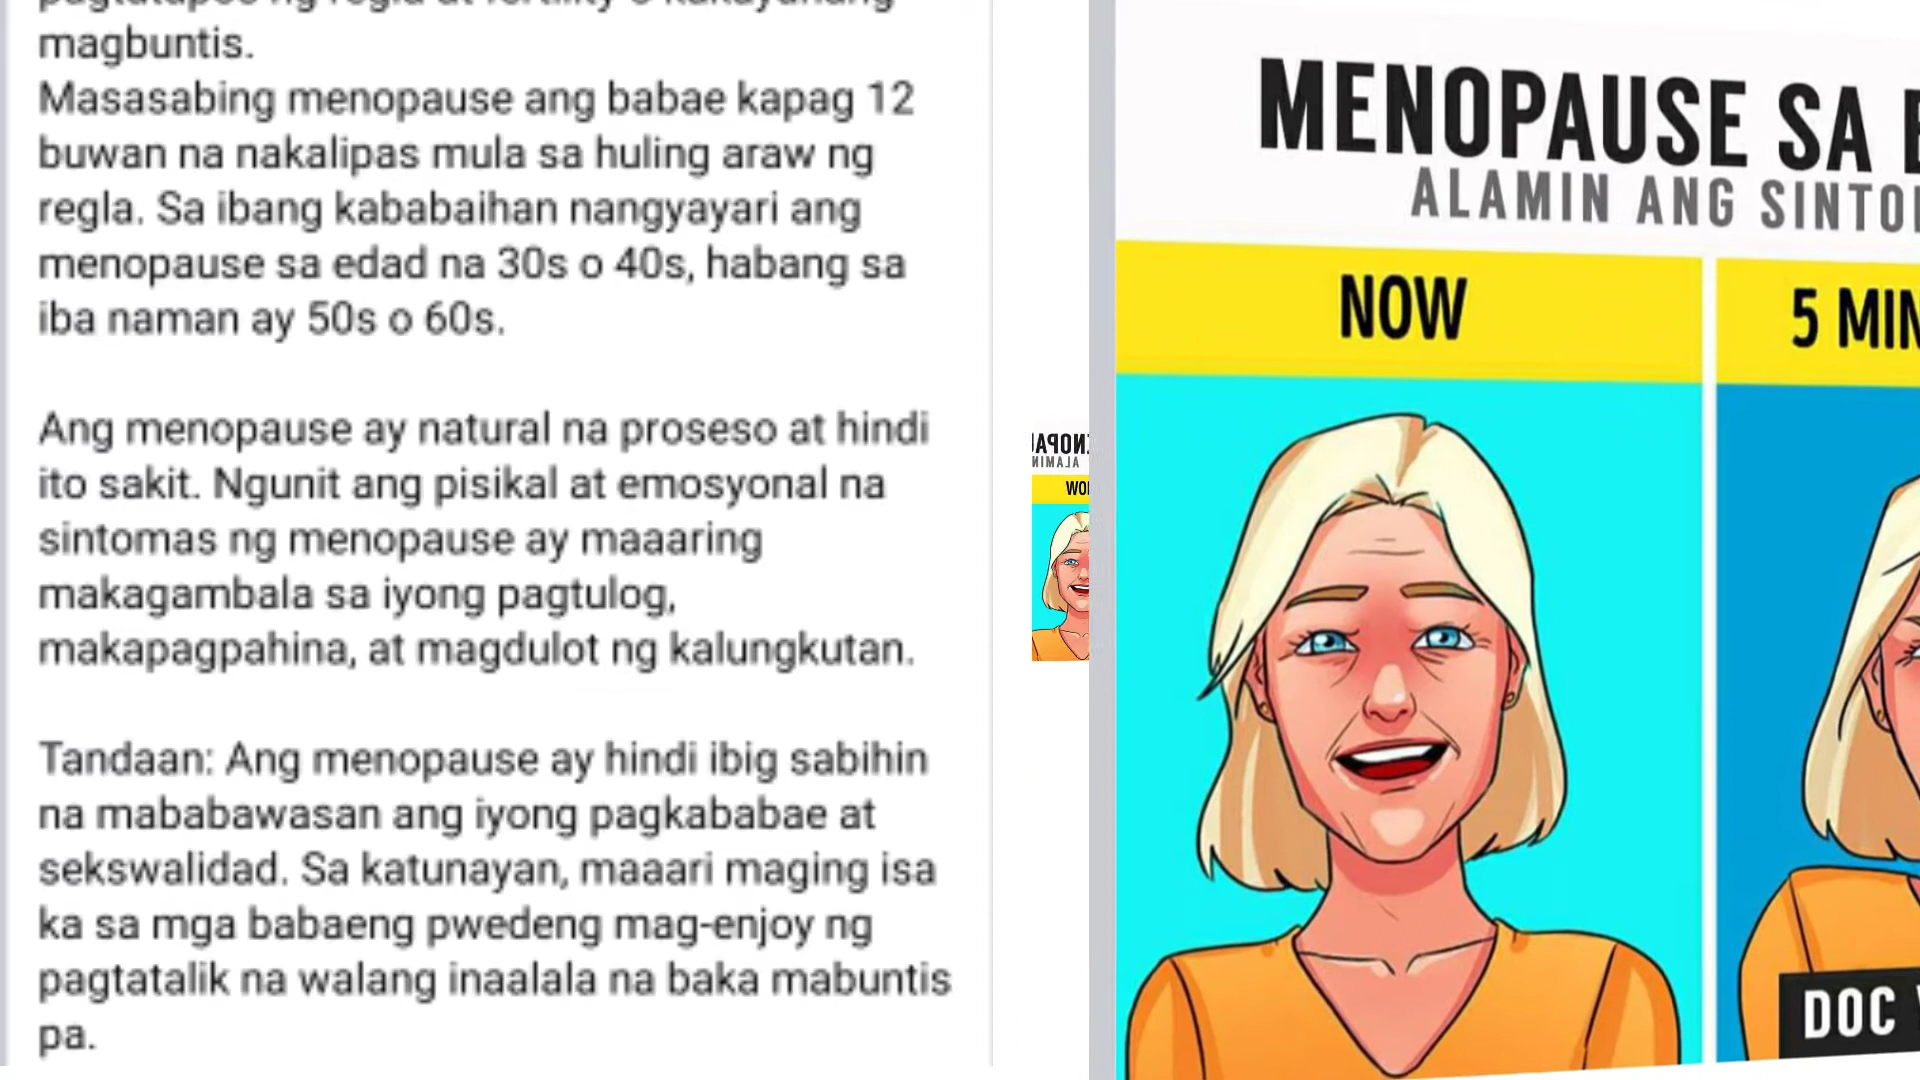 magbuntis.
Masasabing menopause ang babae kapag 12
buwan na nakalipas mula sa huling araw ng
regla. Sa ibang kababaihan nangyayari ang
menopause sa edad na 30s o 40s, habang sa
iba naman ay 50s o 60s.
Ang menopause ay natural na proseso at hindi
ito sakit. Ngunit ang pisikal at emosyonal na
sintomas ng menopause ay maaaring
makagambala sa iyong pagtulog,
makapagpahina, at magdulot ng kalungkutan.
Tandaan: Ang menopause ay hindi ibig sabihin
na mababawasan ang iyong pagkababae at
sekswalidad. Sa katunayan, maaari maging isa
ka sa mga babaeng pwedeng mag-enjoy ng
pagtatalik na walang inaalala na baka mabuntis
pa.
MENOPAUSE SA
ALAMIN ANG
NOW
5
DOC